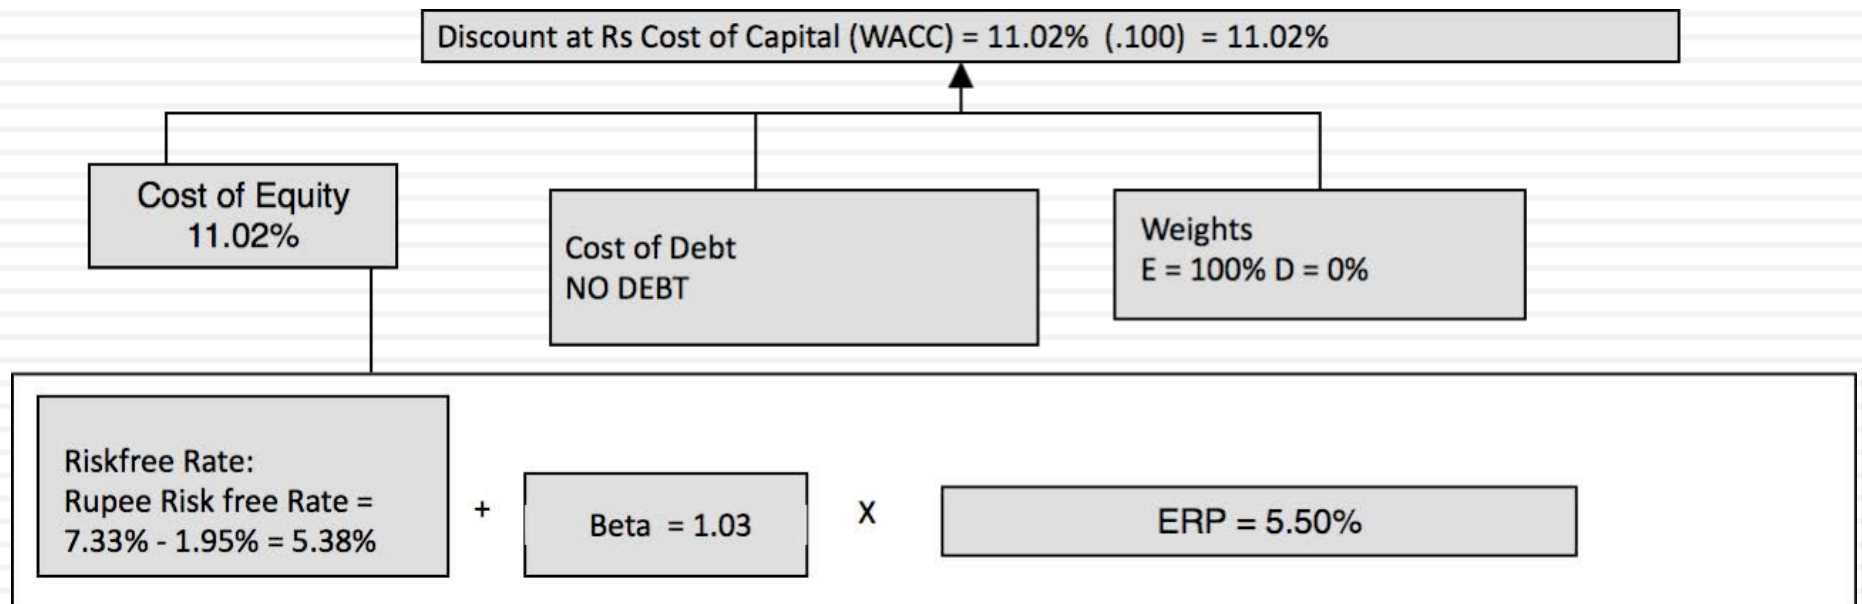 Discount at Rs Cost of Capital (WACC) = 11.02% (.100) = 11.02%
Cost of Equity
11.02%
Cost of Debt
NO DEBT
Weights
E = 100% D = 0%
Riskfree Rate:
Rupee Risk free Rate =
7.33% - 1.95% = 5.38%
+
Beta = 1.03
X
ERP = 5.50%